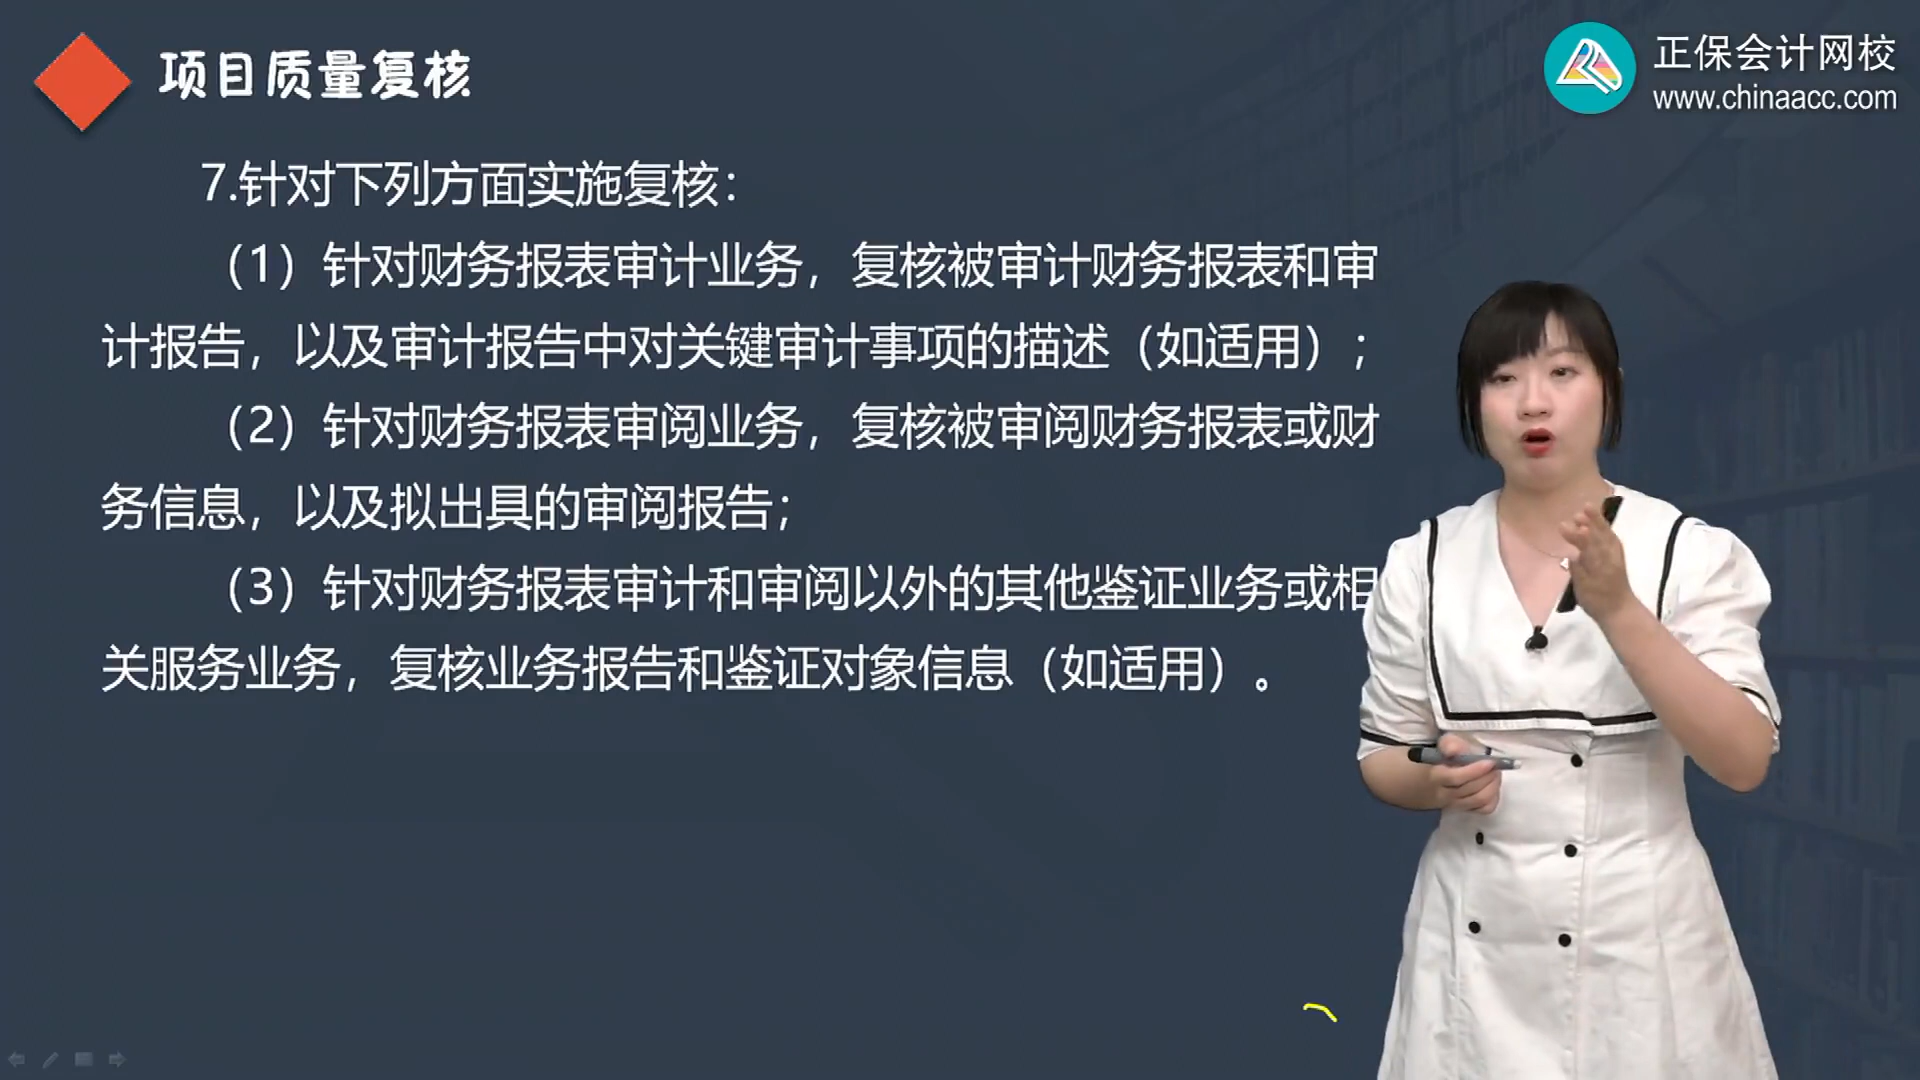 项目质量复核
正保会计网校
www.chinaacc.com
7.针对下列方面实施复核：
（1）针对财务报表审计业务，复核被审计财务报表和审
计报告，以及审计报告中对关键审计事项的描述（如适用）；
（2）针对财务报表审阅业务，复核被审阅财务报表或财
务信息，以及拟出具的审阅报告；
（3）针对财务报表审计和审阅以外的其他鉴证业务或相
关服务业务，复核业务报告和鉴证对象信息（如适用）。